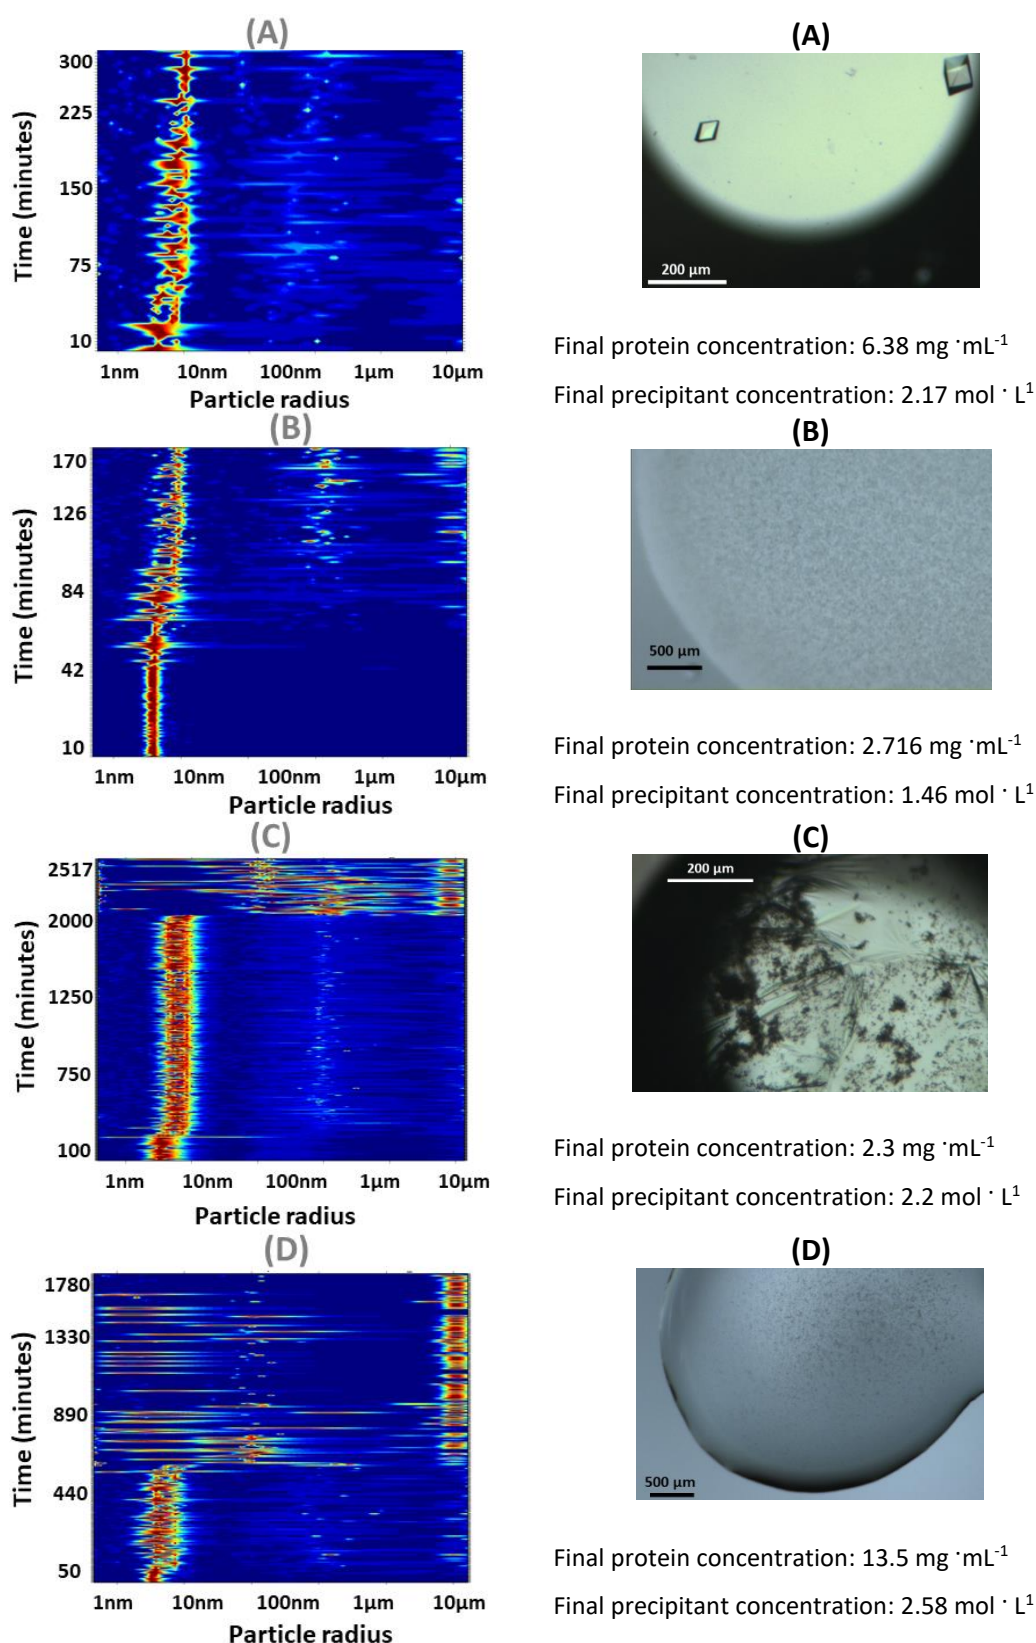 (A)
300
225
150
75
10
Time (minutes)
1nm 10nm 100nm 1µm 10µm
Particle radius
(A)
200 µm
Final protein concentration: 6.38 mg ·mL-1
Final precipitant concentration: 2.17 mol · L1
(B)
170
126
84
42
10
Time (minutes)
1nm 10nm 100nm 1µm 10µm
Particle radius
(B)
500 µm
Final protein concentration: 2.716 mg ·mL-1
Final precipitant concentration: 1.46 mol · L1
(C)
2517
2000
1250
750
100
Time (minutes)
1nm 10nm 100nm 1µm 10µm
Particle radius
(C)
200 µm
Final protein concentration: 2.3 mg ·mL-1
Final precipitant concentration: 2.2 mol · L1
(D)
1780
1330
890
440
50
Time (minutes)
1nm 10nm 100nm 1µm 10µm
Particle radius
(D)
500 µm
Final protein concentration: 13.5 mg ·mL-1
Final precipitant concentration: 2.58 mol · L1